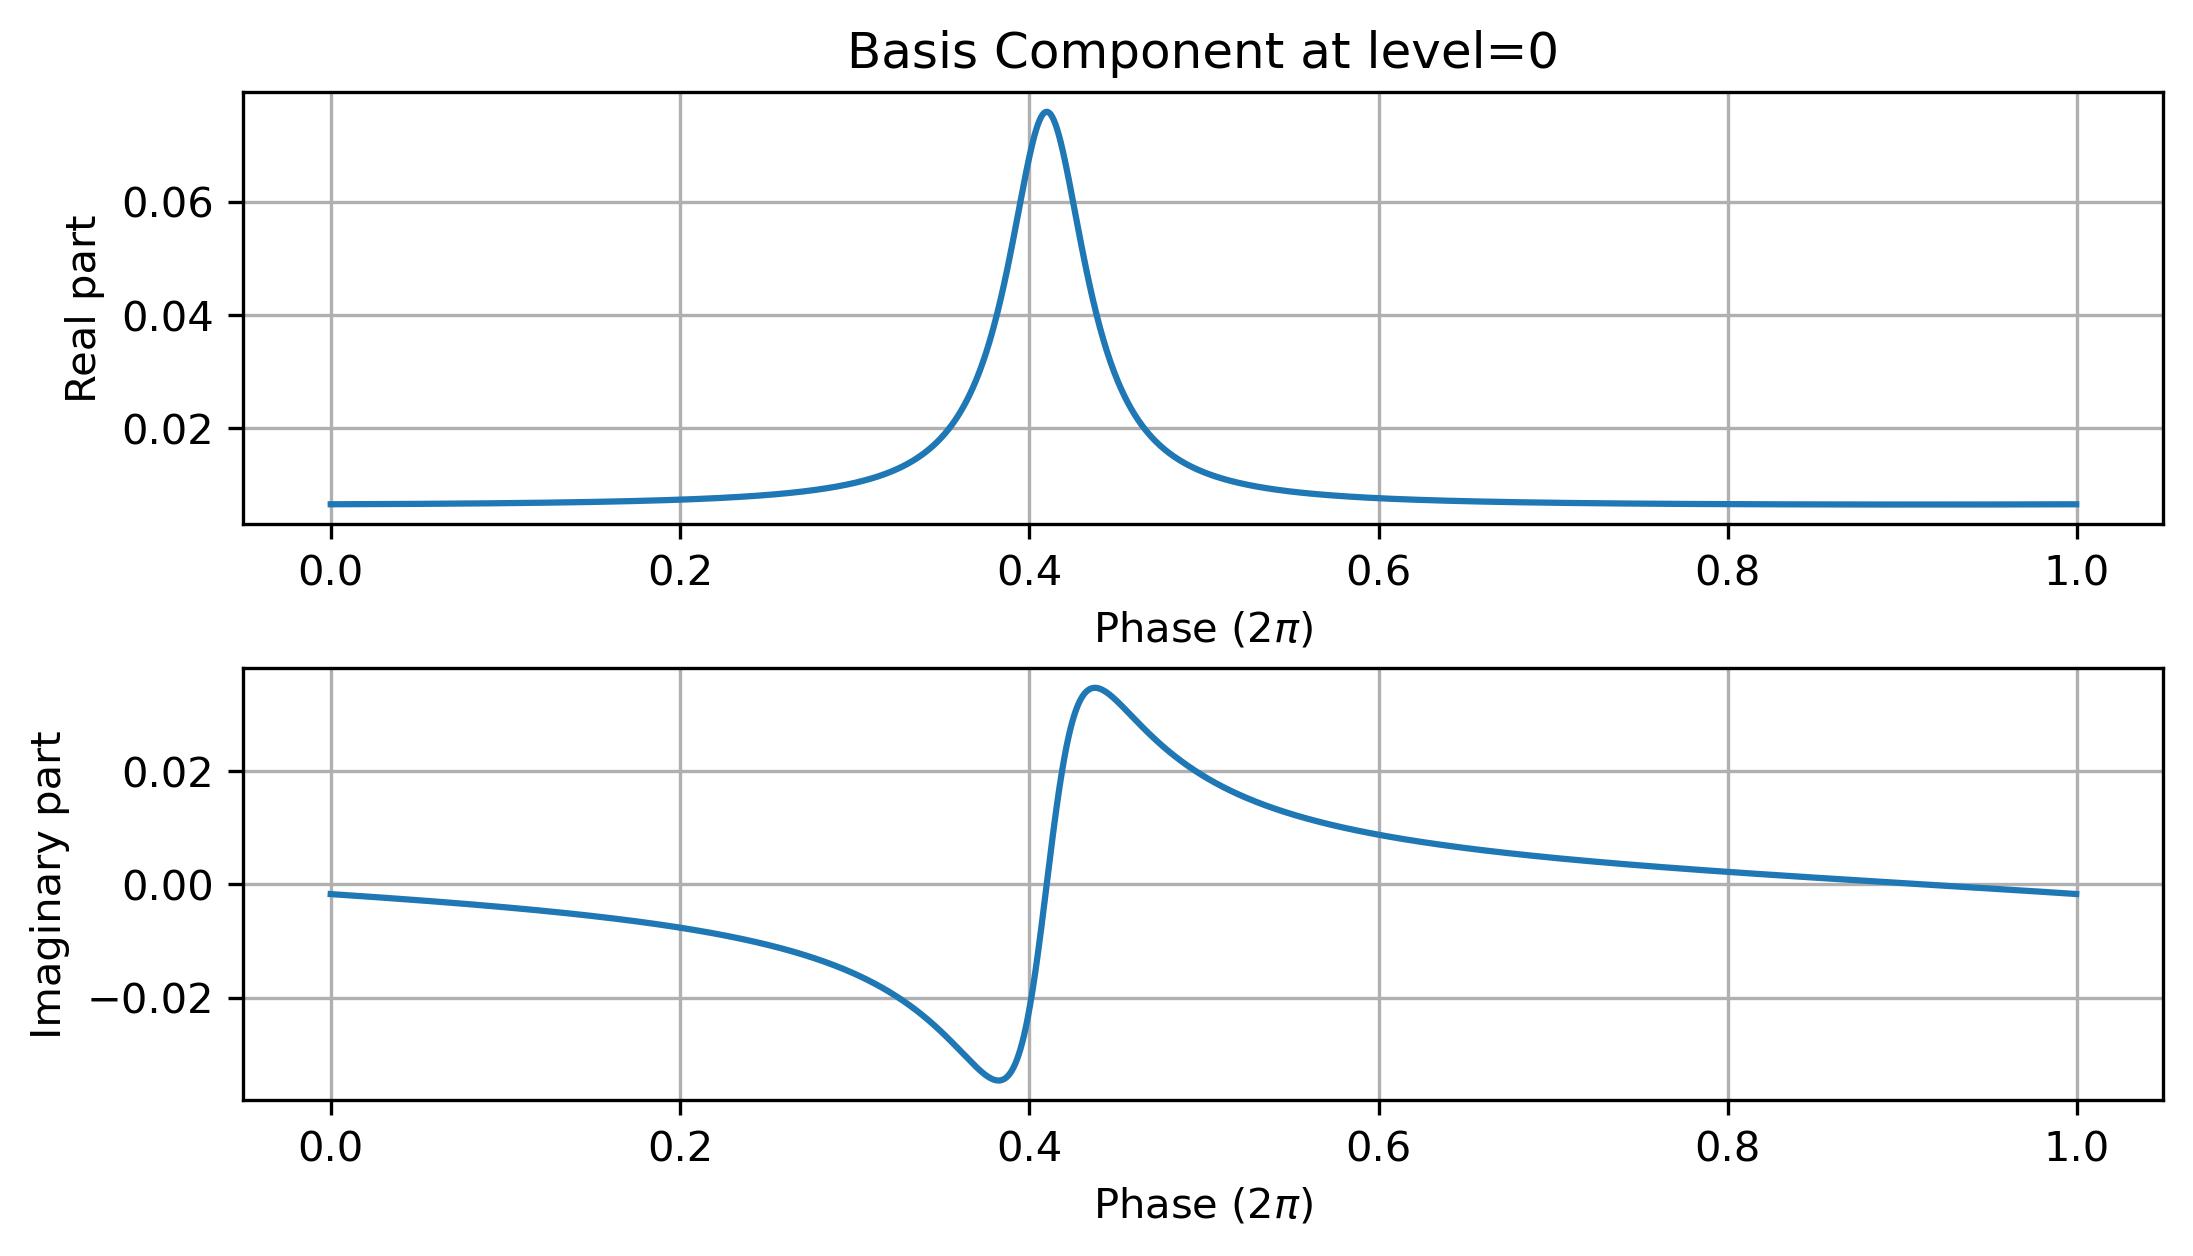 Basis Component at level=0
Real part
0.06
0.04
0.02
0.0 0.2 0.4 0.6 0.8 1.0
Phase (2π)
Imaginary part
0.02
0.00
−0.02
0.0 0.2 0.4 0.6 0.8 1.0
Phase (2π)